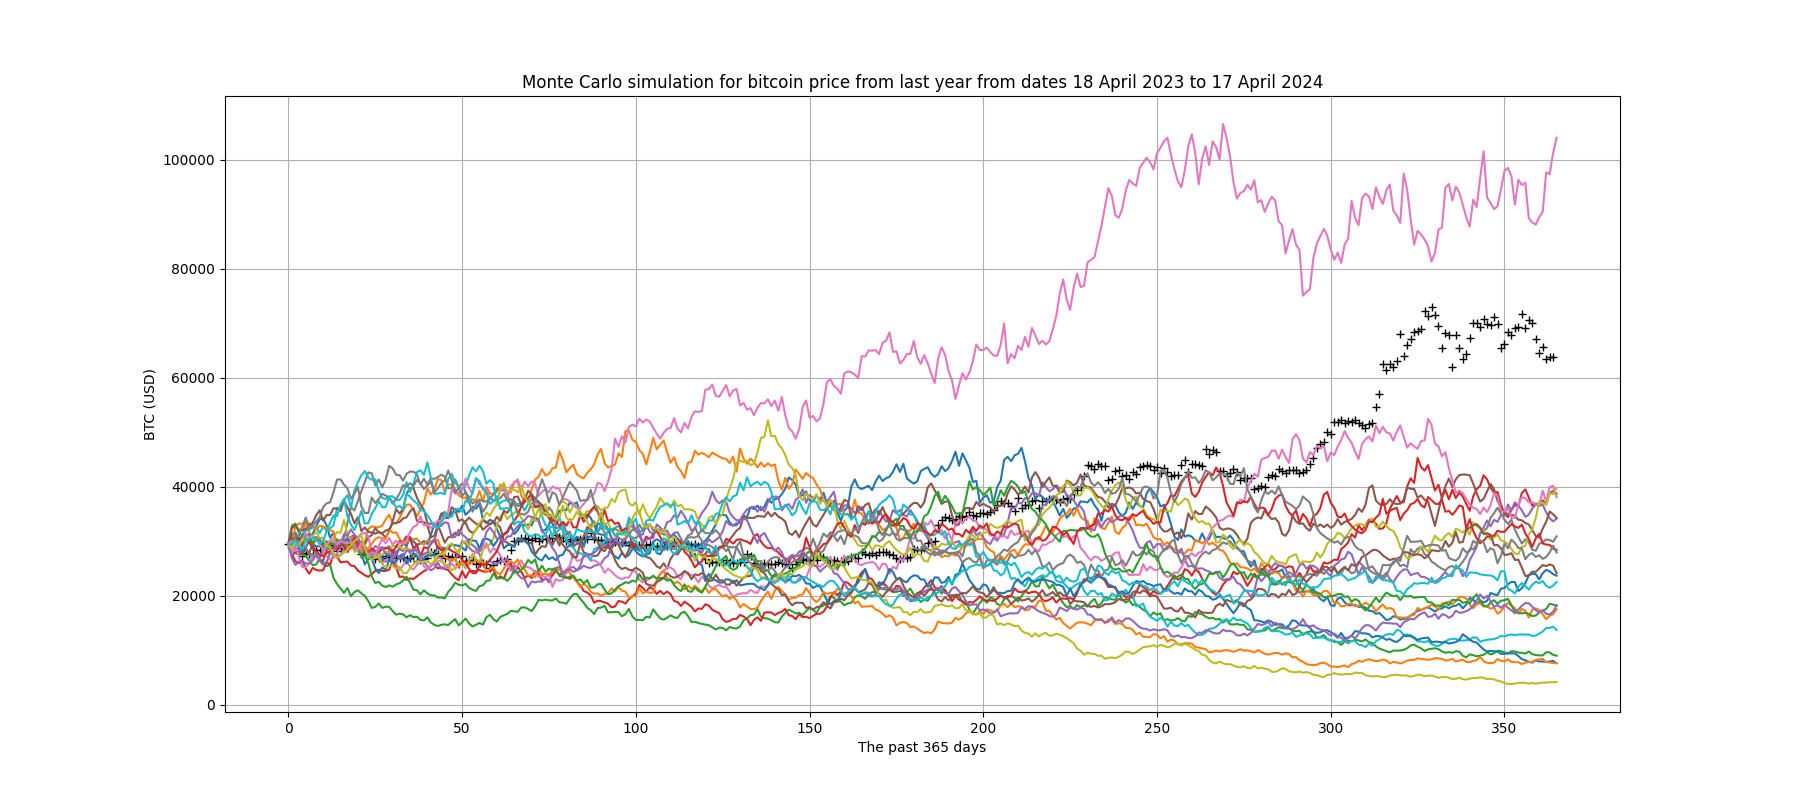 Monte Carlo simulation for bitcoin price from last year from dates 18 April 2023 to 17 April 2024
100000
80000
60000
40000
20000
0
BTC (USD)
0 50 100 150 200 250 300 350
The past 365 days